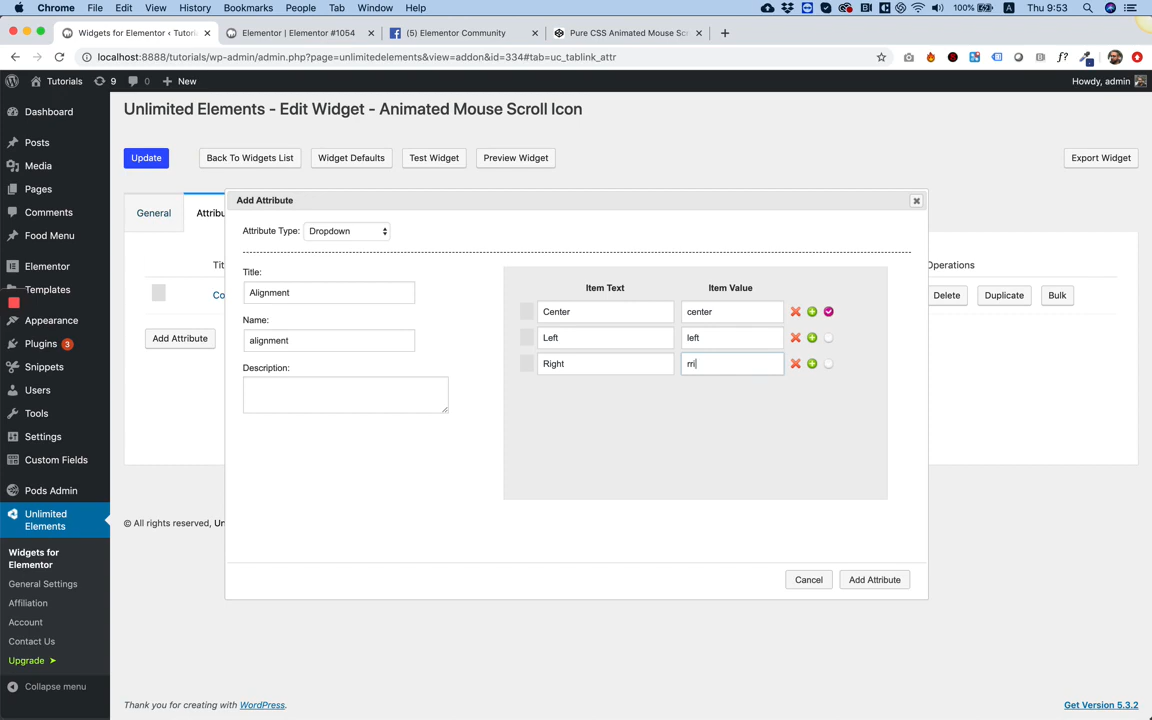 Chrome File Edit View History Bookmarks People Tab Window Help 100% Thu 9:53
Widgets for Elementor ‹ Tutori
Elementor | Elementor #1054
(5) Elementor Community
Pure CSS Animated Mouse Scr
localhost:8888/tutorials/wp-admin/admin.php?page=unlimitedelements&view=addon&id=334#tab=uc_tablink_attr
Tutorials 9 0 New
Howdy, admin
Dashboard
Posts
Media
Pages
Comments
Food Menu
Elementor
Templates
Appearance
Plugins 3
Snippets
Users
Tools
Settings
Custom Fields
Pods Admin
Unlimited
Elements
Widgets for
Elementor
General Settings
Affiliation
Account
Contact Us
Upgrade ➤
Collapse menu
Unlimited Elements - Edit Widget - Animated Mouse Scroll Icon
Update
Back To Widgets List
Widget Defaults
Test Widget
Preview Widget
Export Widget
General
Attribu
Tit
Co
Add Attribute
Operations
Delete
Duplicate
Bulk
Add Attribute
Attribute Type: Dropdown
Title:
Alignment
Name:
alignment
Description:
Item Text Item Value
Center center
Left left
Right rri
Cancel
Add Attribute
© All rights reserved, Un
Thank you for creating with WordPress.
Get Version 5.3.2